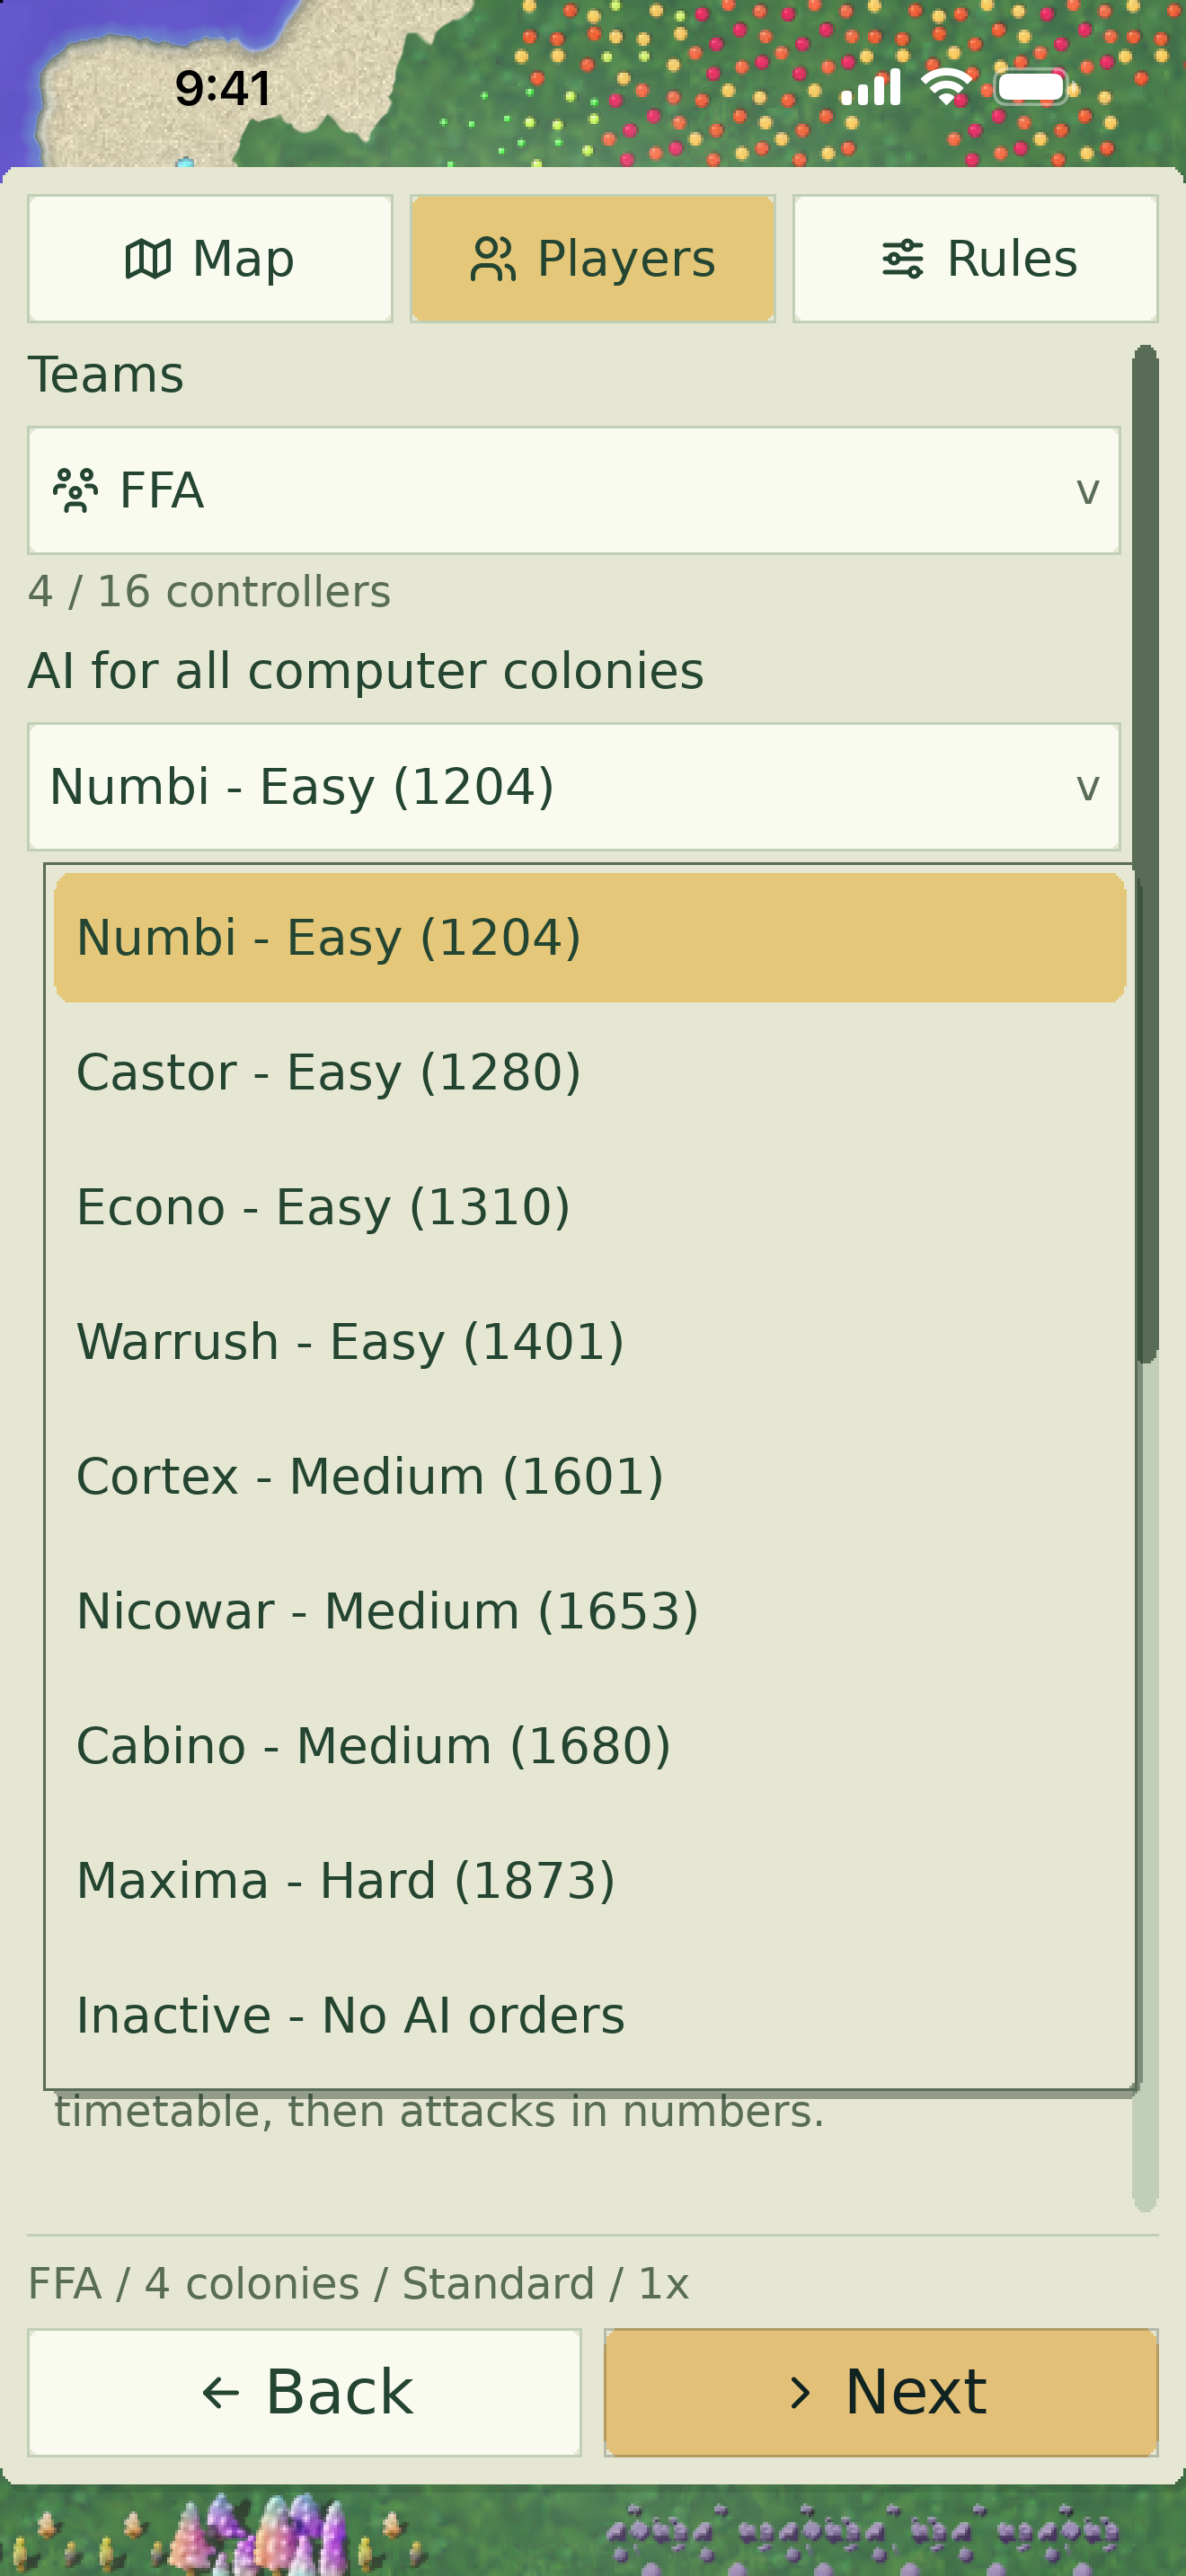 9:41
Map
Players
Rules
Teams
FFA v
4 / 16 controllers
AI for all computer colonies
Numbi - Easy (1204) v
Numbi - Easy (1204)
Castor - Easy (1280)
Econo - Easy (1310)
Warrush - Easy (1401)
Cortex - Medium (1601)
Nicowar - Medium (1653)
Cabino - Medium (1680)
Maxima - Hard (1873)
Inactive - No AI orders
timetable, then attacks in numbers.
FFA / 4 colonies / Standard / 1x
Back
Next